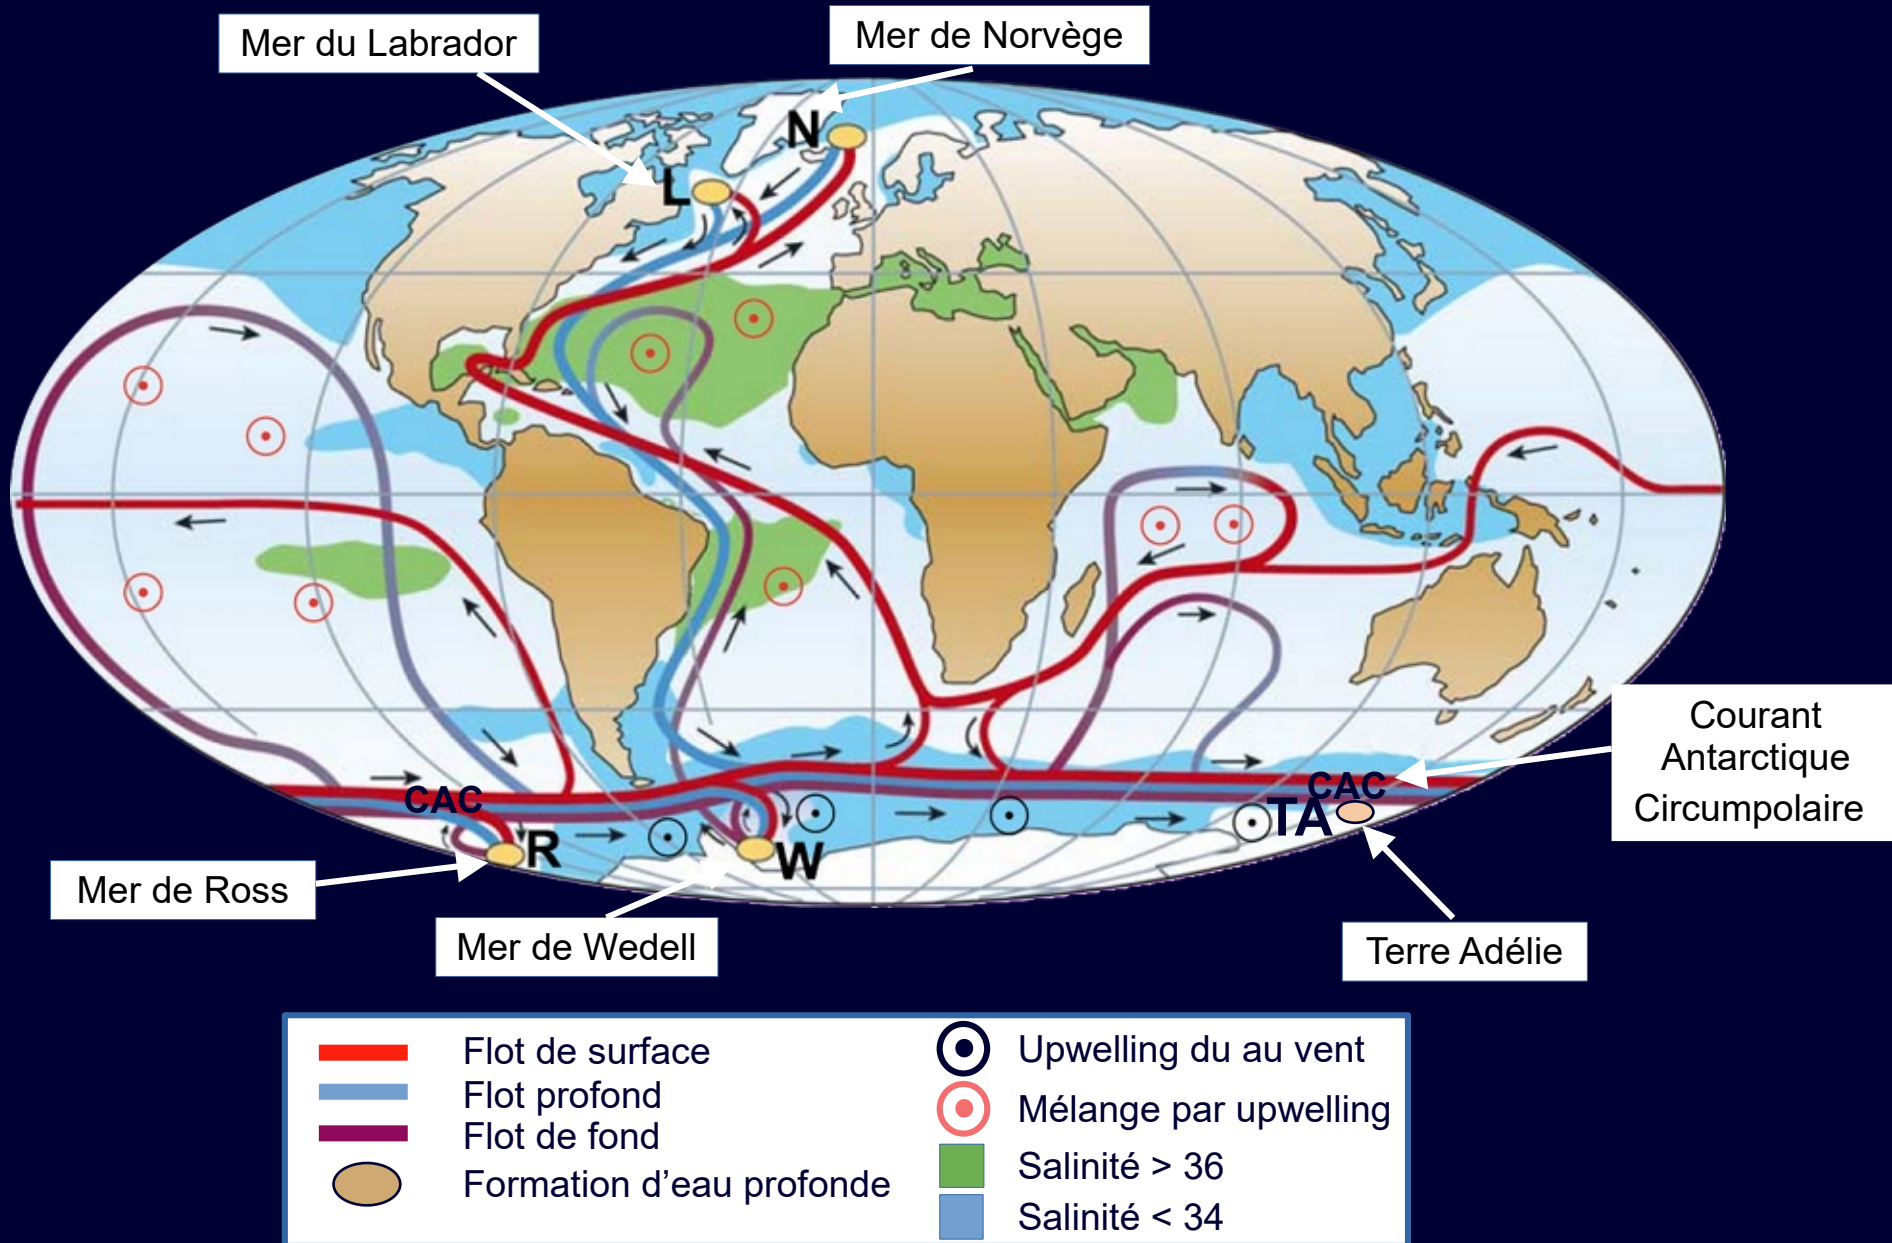 Mer du Labrador
Mer de Norvège
N
L
CAC
R
W
TA
CAC
Courant
Antarctique
Circumpolaire
Mer de Ross
Mer de Wedell
Terre Adélie
Flot de surface
Flot profond
Flot de fond
Formation d’eau profonde
Upwelling du au vent
Mélange par upwelling
Salinité > 36
Salinité < 34